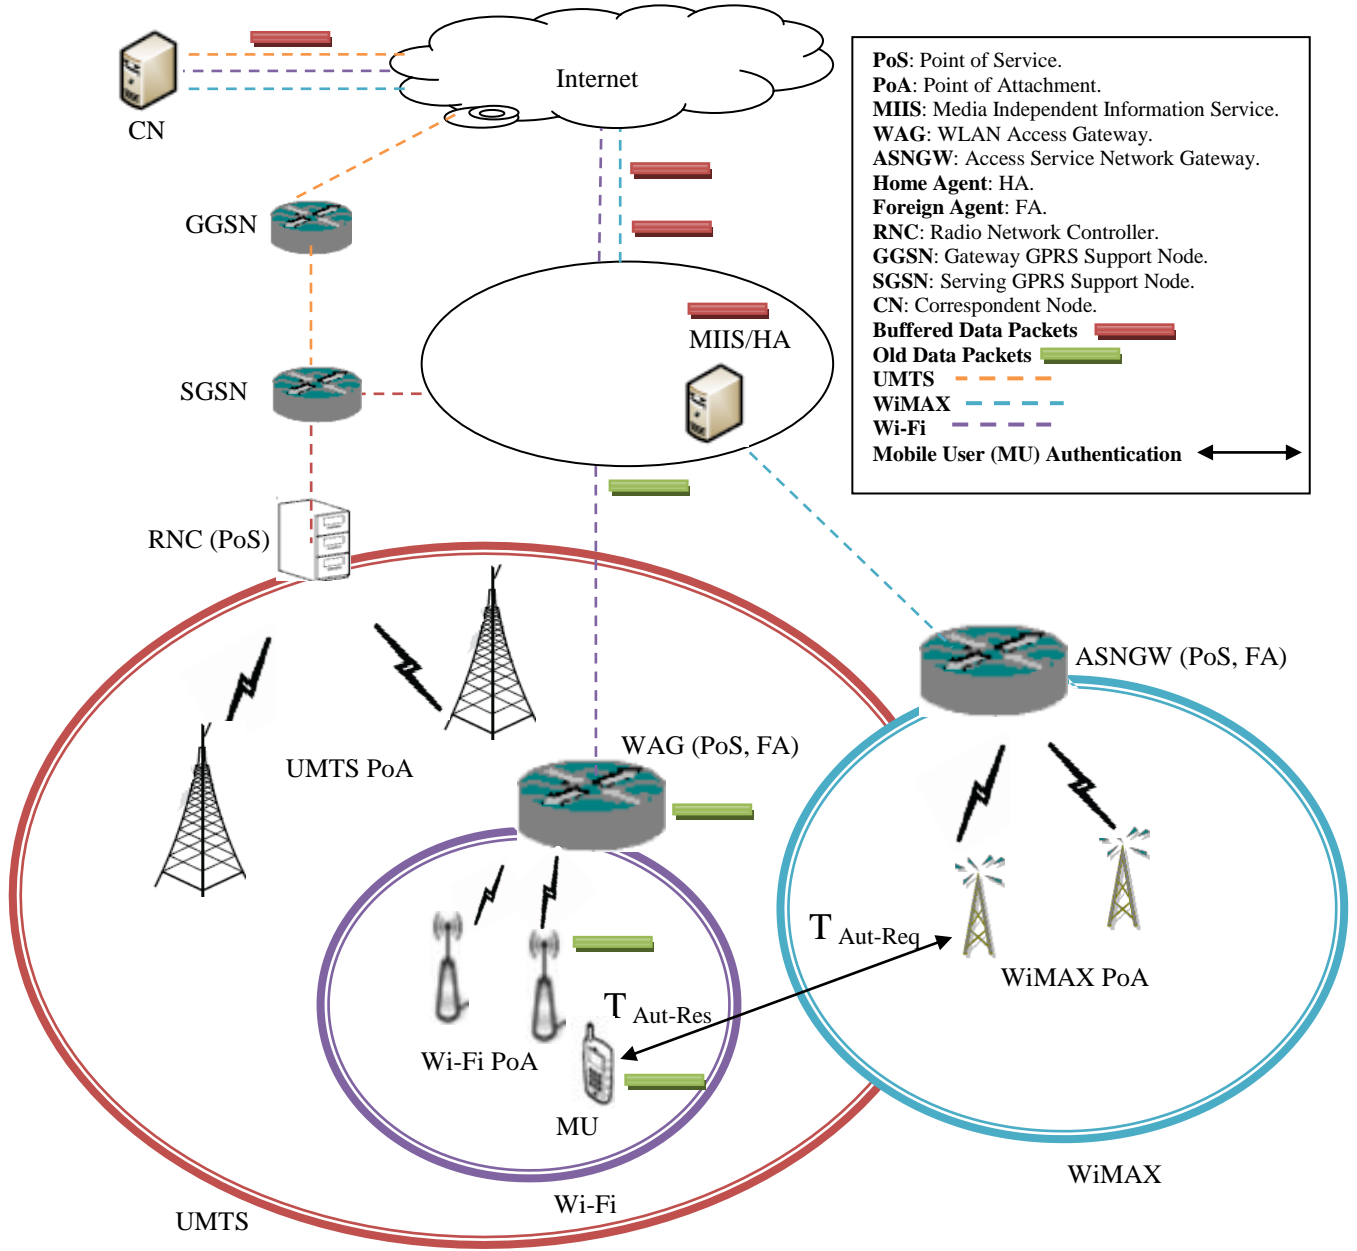 Internet
CN
PoS: Point of Service.
PoA: Point of Attachment.
MIIS: Media Independent Information Service.
WAG: WLAN Access Gateway.
ASNGW: Access Service Network Gateway.
Home Agent: HA.
Foreign Agent: FA.
RNC: Radio Network Controller.
GGSN: Gateway GPRS Support Node.
SGSN: Serving GPRS Support Node.
CN: Correspondent Node.
Buffered Data Packets
Old Data Packets
UMTS
WiMAX
Wi-Fi
Mobile User (MU) Authentication
GGSN
MIIS/HA
SGSN
RNC (PoS)
ASNGW (PoS, FA)
WAG (PoS, FA)
UMTS PoA
T Aut-Req
WiMAX PoA
T Aut-Res
Wi-Fi PoA
MU
WiMAX
Wi-Fi
UMTS